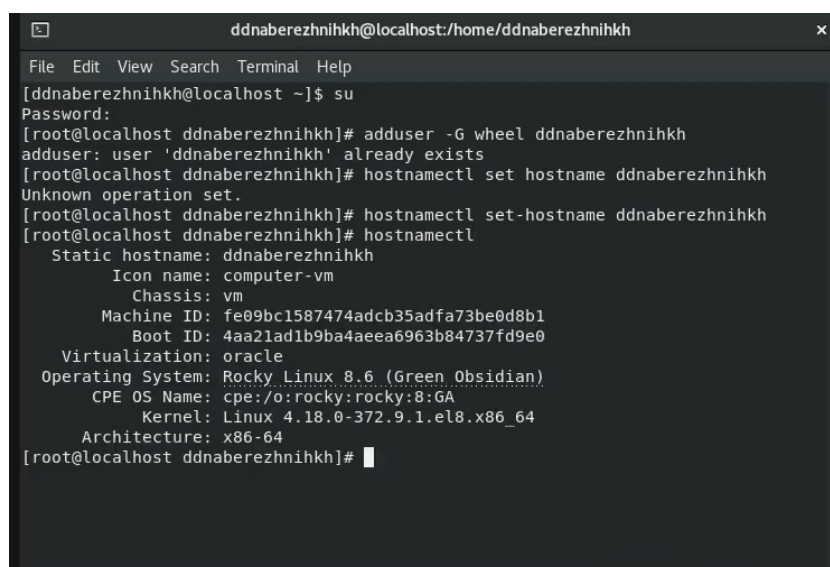 ddnaberezhnihkh@localhost:/home/ddnaberezhnihkh
File Edit View Search Terminal Help
[ddnaberezhnihkh@localhost ~]$ su
Password:
[root@localhost ddnaberezhnihkh]# adduser -G wheel ddnaberezhnihkh
adduser: user 'ddnaberezhnihkh' already exists
[root@localhost ddnaberezhnihkh]# hostnamectl set hostname ddnaberezhnihkh
Unknown operation set.
[root@localhost ddnaberezhnihkh]# hostnamectl set-hostname ddnaberezhnihkh
[root@localhost ddnaberezhnihkh]# hostnamectl
Static hostname: ddnaberezhnihkh
Icon name: computer-vm
Chassis: vm
Machine ID: fe09bc1587474adcb35adfa73be0d8b1
Boot ID: 4aa21ad1b9ba4aeea6963b84737fd9e0
Virtualization: oracle
Operating System: Rocky Linux 8.6 (Green Obsidian)
CPE OS Name: cpe:/o:rocky:rocky:8:GA
Kernel: Linux 4.18.0-372.9.1.el8.x86_64
Architecture: x86-64
[root@localhost ddnaberezhnihkh]#